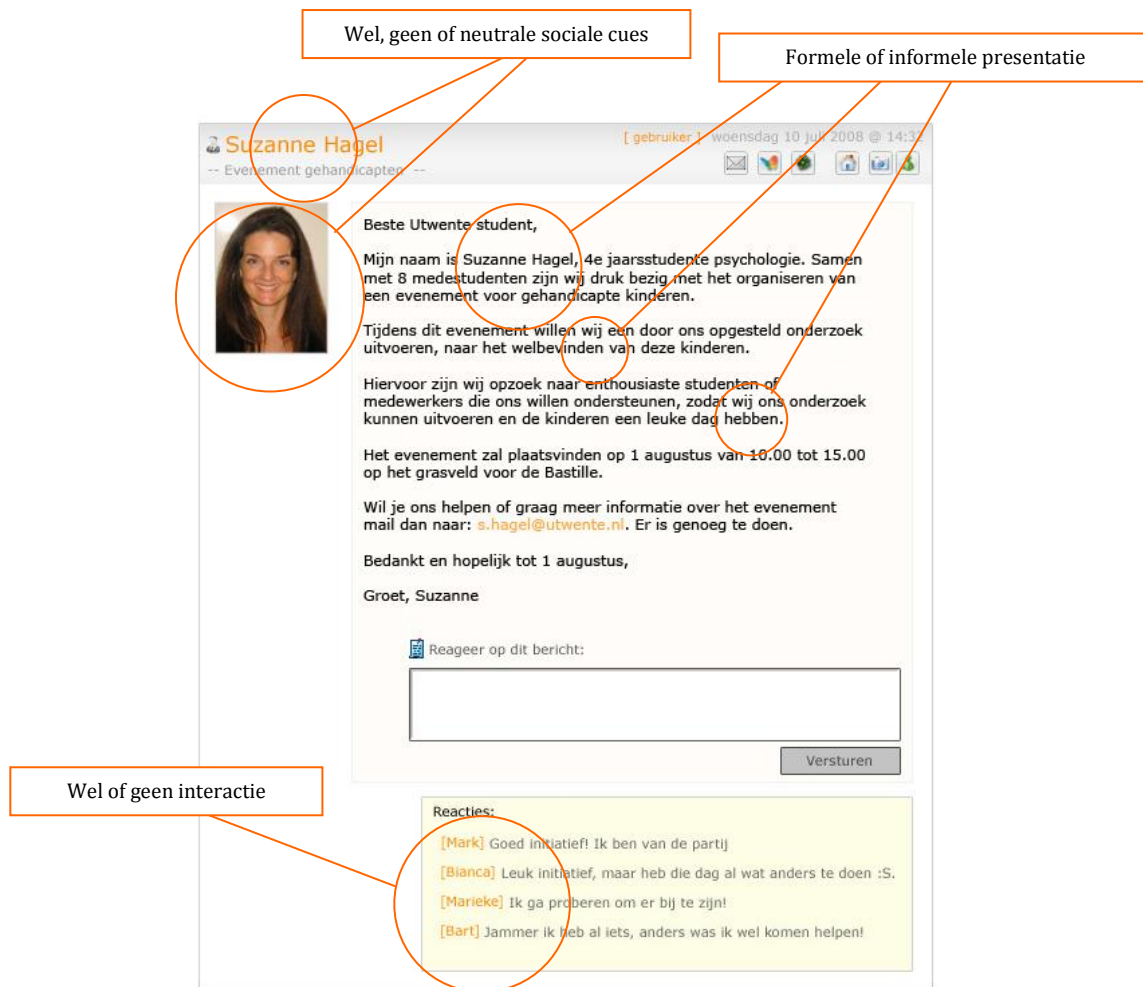 Wel, geen of neutrale sociale cues
Formele of informele presentatie
Suzanne Hagel
[ gebruiker ] woensdag 10 juli 2008 @ 14:32
-- Evenement gehandicapten --
Beste Utwente student,
Mijn naam is Suzanne Hagel, 4e jaarsstudente psychologie. Samen
met 8 medestudenten zijn wij druk bezig met het organiseren van
een evenement voor gehandicapte kinderen.
Tijdens dit evenement willen wij een door ons opgesteld onderzoek
uitvoeren, naar het welbevinden van deze kinderen.
Hiervoor zijn wij opzoek naar enthousiaste studenten of
medewerkers die ons willen ondersteunen, zodat wij ons onderzoek
kunnen uitvoeren en de kinderen een leuke dag hebben.
Het evenement zal plaatsvinden op 1 augustus van 10.00 tot 15.00
op het grasveld voor de Bastille.
Wil je ons helpen of graag meer informatie over het evenement
mail dan naar: s.hagel@utwente.nl. Er is genoeg te doen.
Bedankt en hopelijk tot 1 augustus,
Groet, Suzanne
Reageer op dit bericht:
Versturen
Wel of geen interactie
Reacties:
[Mark] Goed initiatief! Ik ben van de partij
[Bianca] Leuk initiatief, maar heb die dag al wat anders te doen :S.
[Marieke] Ik ga proberen om er bij te zijn!
[Bart] Jammer ik heb al iets, anders was ik wel komen helpen!